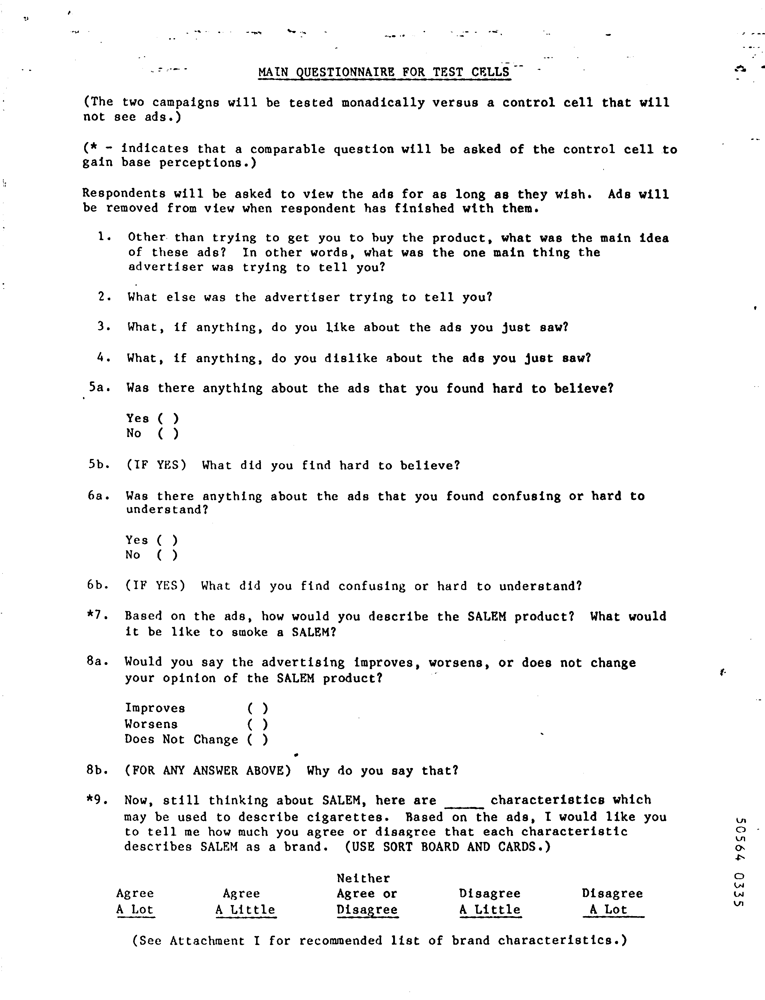 MAIN QUESTIONNAIRE FOR TEST CELLS
(The two campaigns will be tested monadically versus a control cell that will
not see ads.)
(* - indicates that a comparable question will be asked of the control cell to
gain base perceptions.)
Respondents will be asked to view the ads for as long as they wish. Ads will
be removed from view when respondent has finished with them.
1. Other than trying to get you to buy the product, what was the main idea
of these ads? In other words, what was the one main thing the
advertiser was trying to tell you?
2. What else was the advertiser trying to tell you?
3. What, if anything, do you like about the ads you just saw?
4. What, if anything, do you dislike about the ads you just saw?
5a. Was there anything about the ads that you found hard to believe?
Yes ( )
No ( )
5b. (IF YES) What did you find hard to believe?
6a. Was there anything about the ads that you found confusing or hard to
understand?
Yes ( )
No ( )
6b. (IF YES) What did you find confusing or hard to understand?
*7. Based on the ads, how would you describe the SALEM product? What would
it be like to smoke a SALEM?
8a. Would you say the advertising improves, worsens, or does not change
your opinion of the SALEM product?
Improves ( )
Worsens ( )
Does Not Change ( )
8b. (FOR ANY ANSWER ABOVE) Why do you say that?
*9. Now, still thinking about SALEM, here are _____ characteristics which
may be used to describe cigarettes. Based on the ads, I would like you
to tell me how much you agree or disagree that each characteristic
describes SALEM as a brand. (USE SORT BOARD AND CARDS.)
Neither
Agree Agree Agree or Disagree Disagree
A Lot A Little Disagree A Little A Lot
(See Attachment I for recommended list of brand characteristics.)
50564 0335